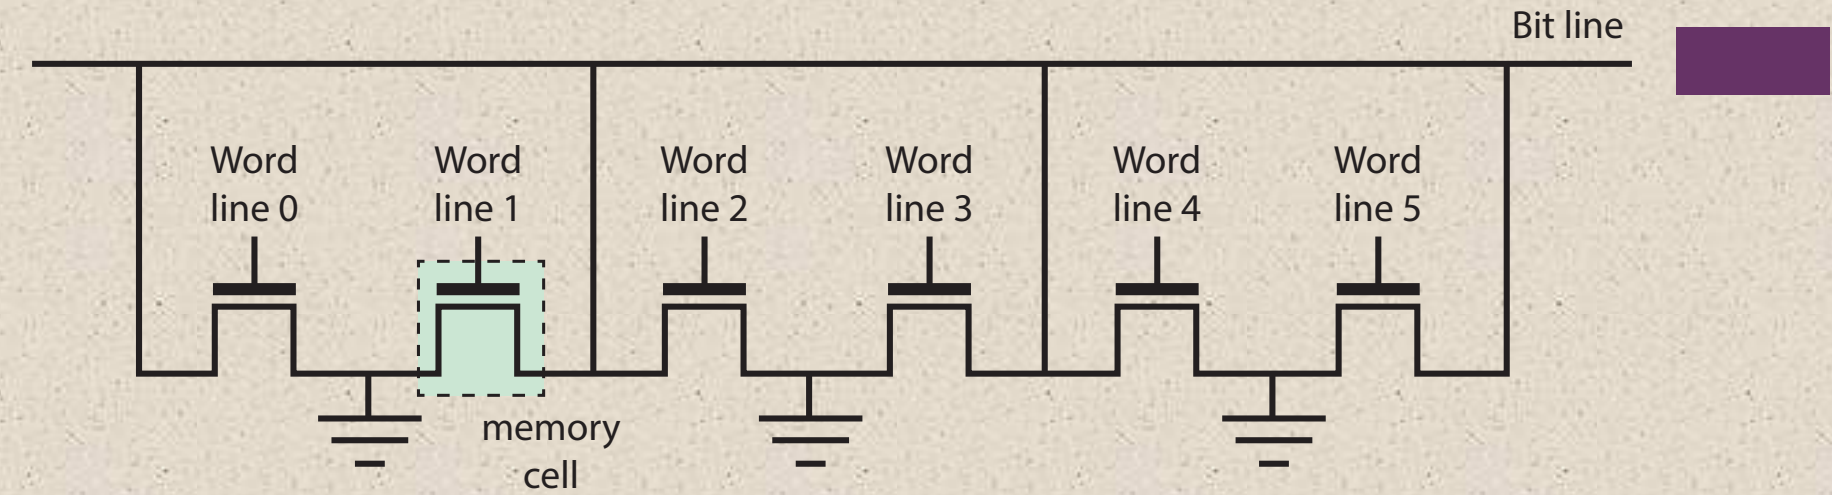 Bit line
Word
line 0
Word
line 1
Word
line 2
Word
line 3
Word
line 4
Word
line 5
memory
cell